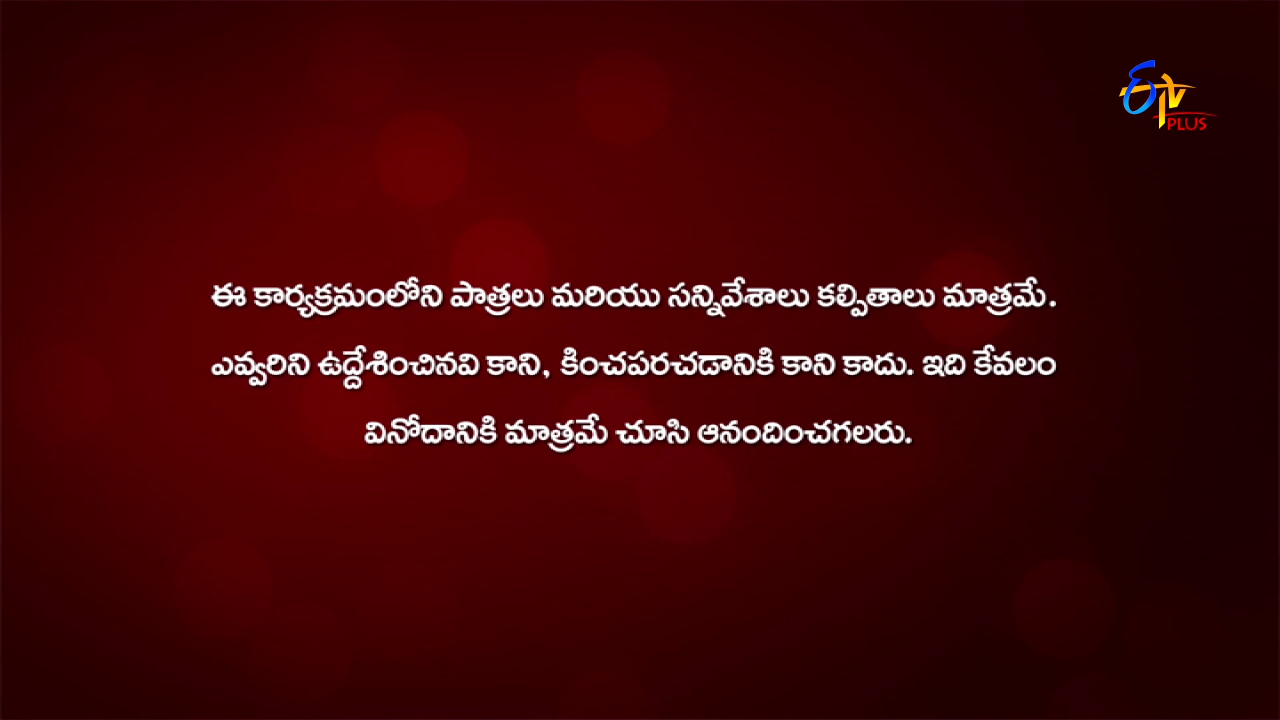 ETV
PLUS
ఈ కార్యక్రమంలోని పాత్రలు మరియు సన్నివేశాలు కల్పితాలు మాత్రమే.
ఎవ్వరిని ఉద్దేశించినవి కాని, కించపరచడానికి కాని కాదు. ఇది కేవలం
వినోదానికి మాత్రమే చూసి ఆనందించగలరు.